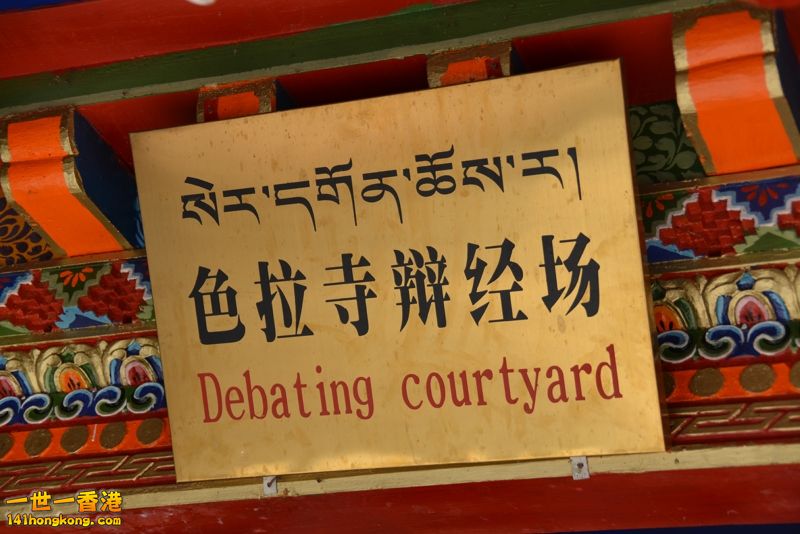 སེར་དགོན་ཆོས་ར།
色拉寺辩经场
Debating courtyard
一世一香港
141hongkong.com